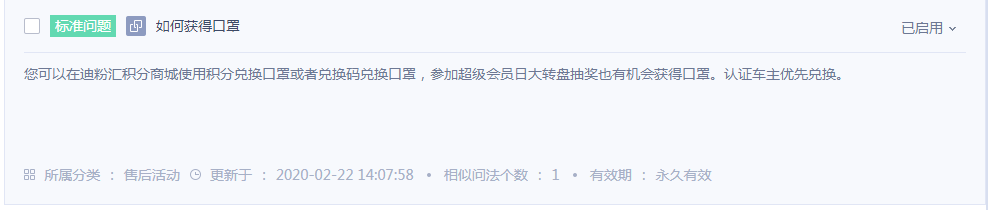 标准问题 如何获得口罩 已启用
您可以在迪粉汇积分商城使用积分兑换口罩或者兑换码兑换口罩，参加超级会员日大转盘抽奖也有机会获得口罩。认证车主优先兑换。
所属分类 ： 售后活动 更新于 ： 2020-02-22 14:07:58 • 相似问法个数 ： 1 • 有效期 ： 永久有效